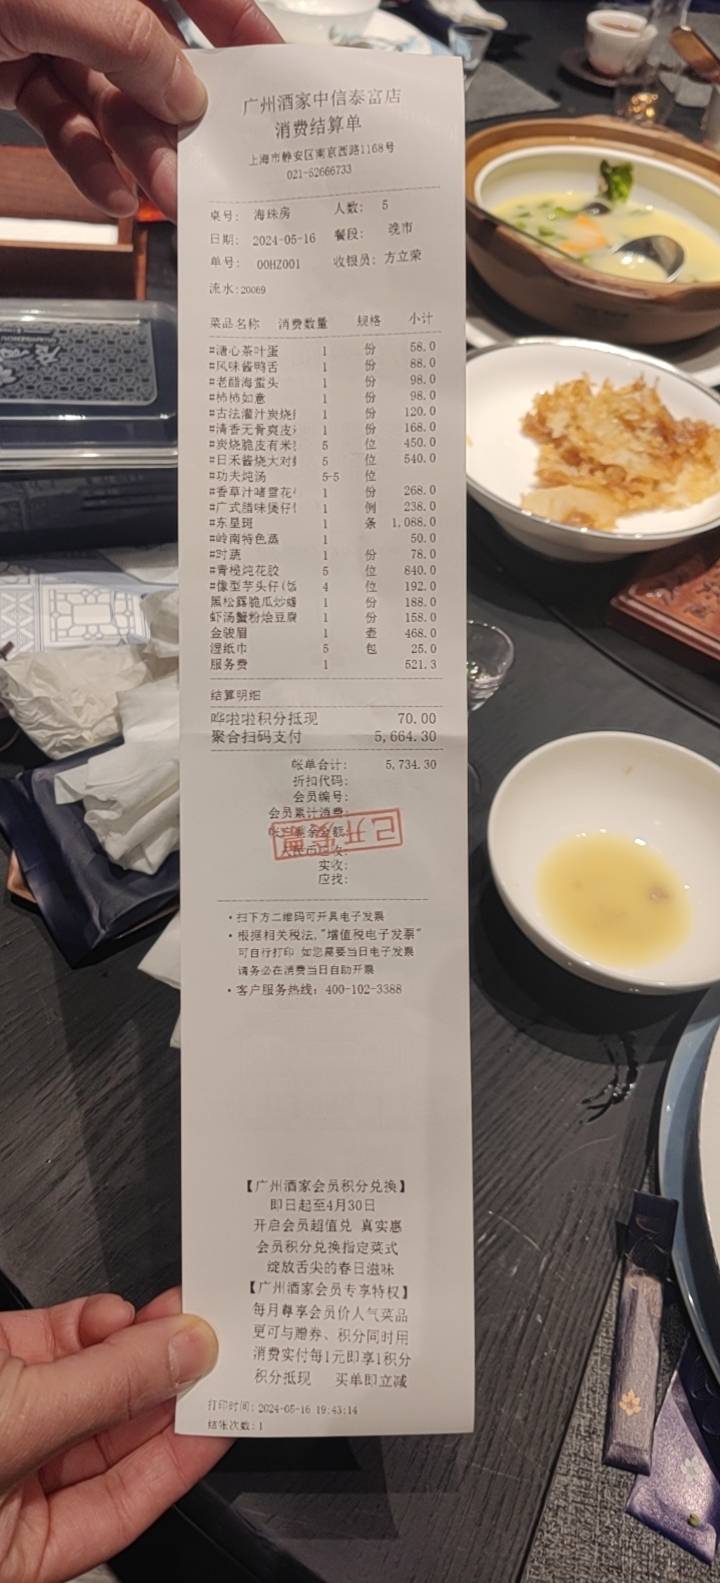 广州酒家中信泰富店
消费结算单
上海市静安区南京西路1168号
021-52666733
桌号: 海珠房 人数: 5
日期: 2024-05-16 餐段: 晚市
单号: 00HZ001 收银员: 方立荣
流水:20069
菜品名称 消费数量 规格 小计
#溏心茶叶蛋 1 份 58.0
#风味酱鸭舌 1 份 88.0
#老醋海蜇头 1 份 98.0
#柿柿如意 1 份 98.0
#古法灌汁炭烧 1 份 120.0
#清香无骨爽皮 1 份 168.0
#炭烧脆皮有米 5 位 450.0
#日禾酱烧大对 5 位 540.0
#功夫炖汤 5-5 位
#香草汁啫雪花 1 份 268.0
#广式腊味煲仔 1 例 238.0
#东星斑 1 条 1,088.0
#岭南特色蒸 1 50.0
#时蔬 1 份 78.0
#青榄炖花胶 5 位 840.0
#像型芋头仔(饭 4 位 192.0
黑松露脆瓜炒 1 份 188.0
虾汤蟹粉烩豆腐 1 份 158.0
金骏眉 1 壶 468.0
湿纸巾 5 包 25.0
服务费 1 521.3
结算明细
哗啦啦积分抵现 70.00
聚合扫码支付 5,664.30
帐单合计: 5,734.30
折扣代码:
会员编号:
会员累计消费:
已开发票
实收:
应找:
·扫下方二维码可开具电子发票
·根据相关税法,"增值税电子发票"
可自行打印 如您需要当日电子发票
请务必在消费当日自助开票
·客户服务热线: 400-102-3388
【广州酒家会员积分兑换】
即日起至4月30日
开启会员超值兑 真实惠
会员积分兑换指定菜式
绽放舌尖的春日滋味
【广州酒家会员专享特权】
每月尊享会员价人气菜品
更可与赠券、积分同时用
消费实付每1元即享1积分
积分抵现 买单即立减
打印时间: 2024-05-16 19:43:14
结张次数:1